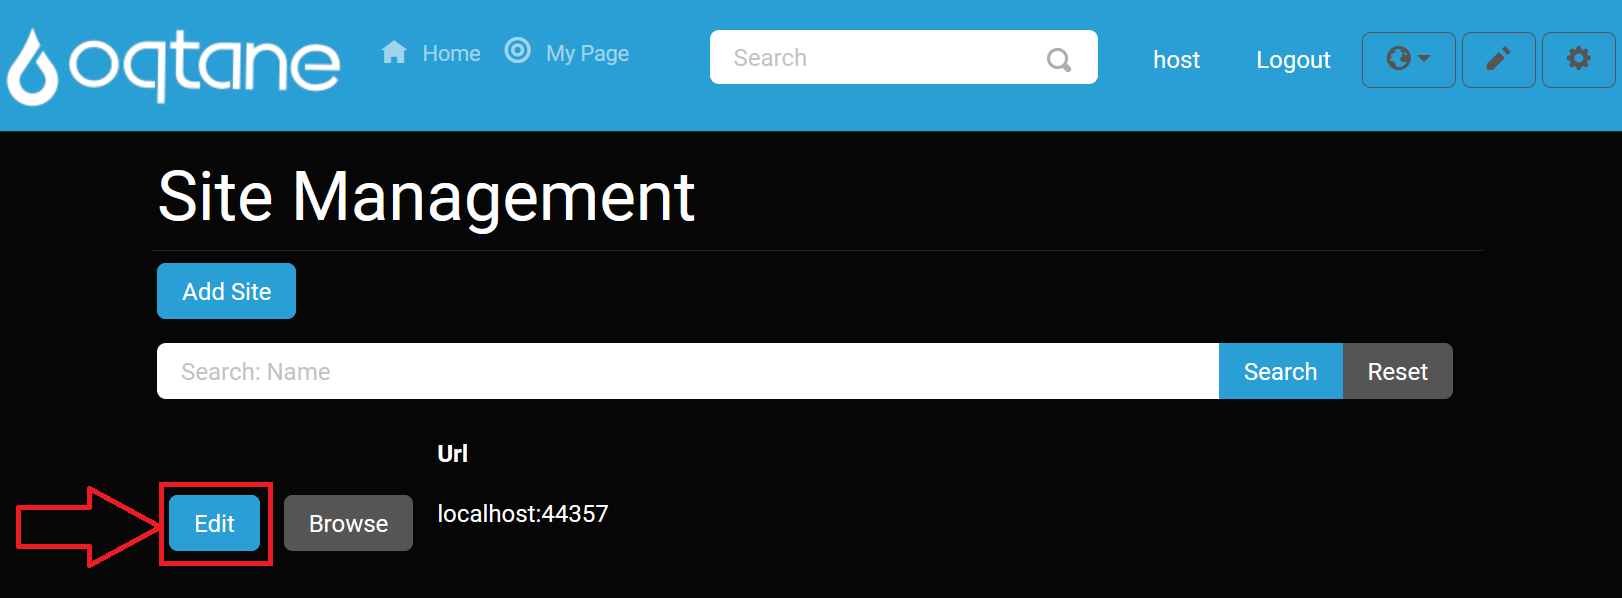 oqtane
Home
My Page
Search
host
Logout
Site Management
Add Site
Search: Name
Search
Reset
Url
Edit
Browse
localhost:44357